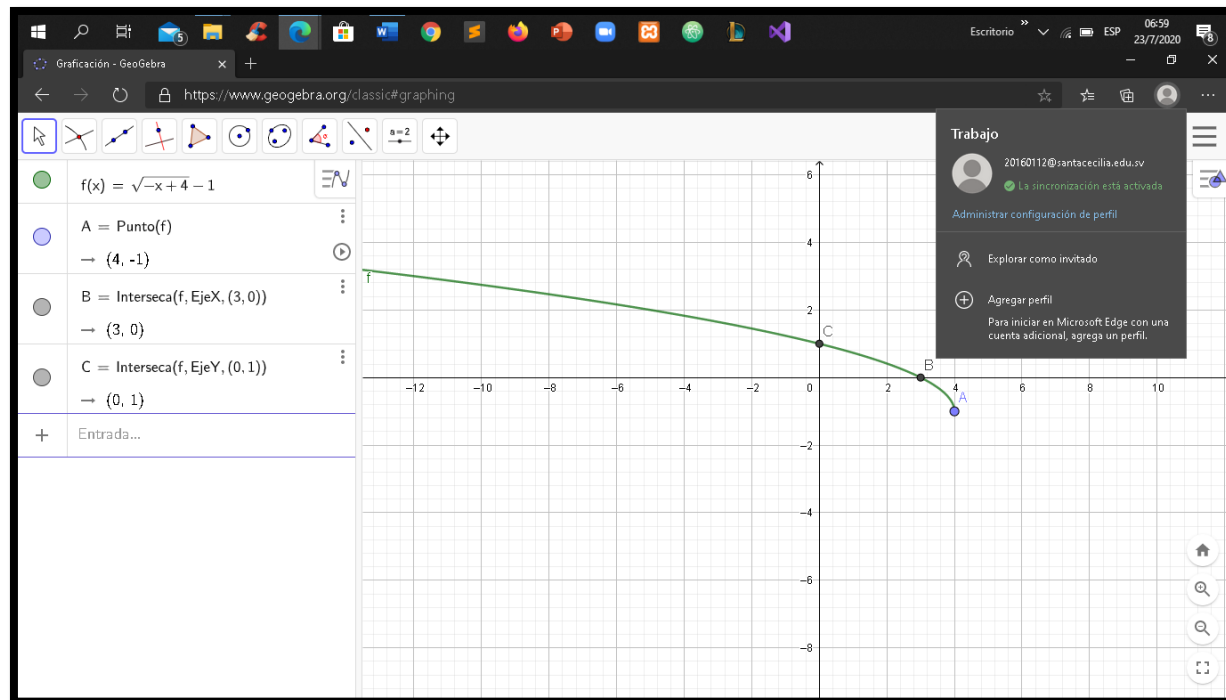 Escritorio
»
ESP
06:59
23/7/2020
8
5
Graficación - GeoGebra
https://www.geogebra.org/classic#graphing
a=2
Trabajo
20160112@santacecilia.edu.sv
La sincronización está activada
Administrar configuración de perfil
Explorar como invitado
Agregar perfil
Para iniciar en Microsoft Edge con una
cuenta adicional, agrega un perfil.
f(x) = √(−x + 4) − 1
A = Punto(f)
→ (4, -1)
B = Interseca(f, EjeX, (3, 0))
→ (3, 0)
C = Interseca(f, EjeY, (0, 1))
→ (0, 1)
Entrada...
f
C
B
A
6
4
2
−12 −10 −8 −6 −4 −2 0 2 4 6 8 10
−2
−4
−6
−8